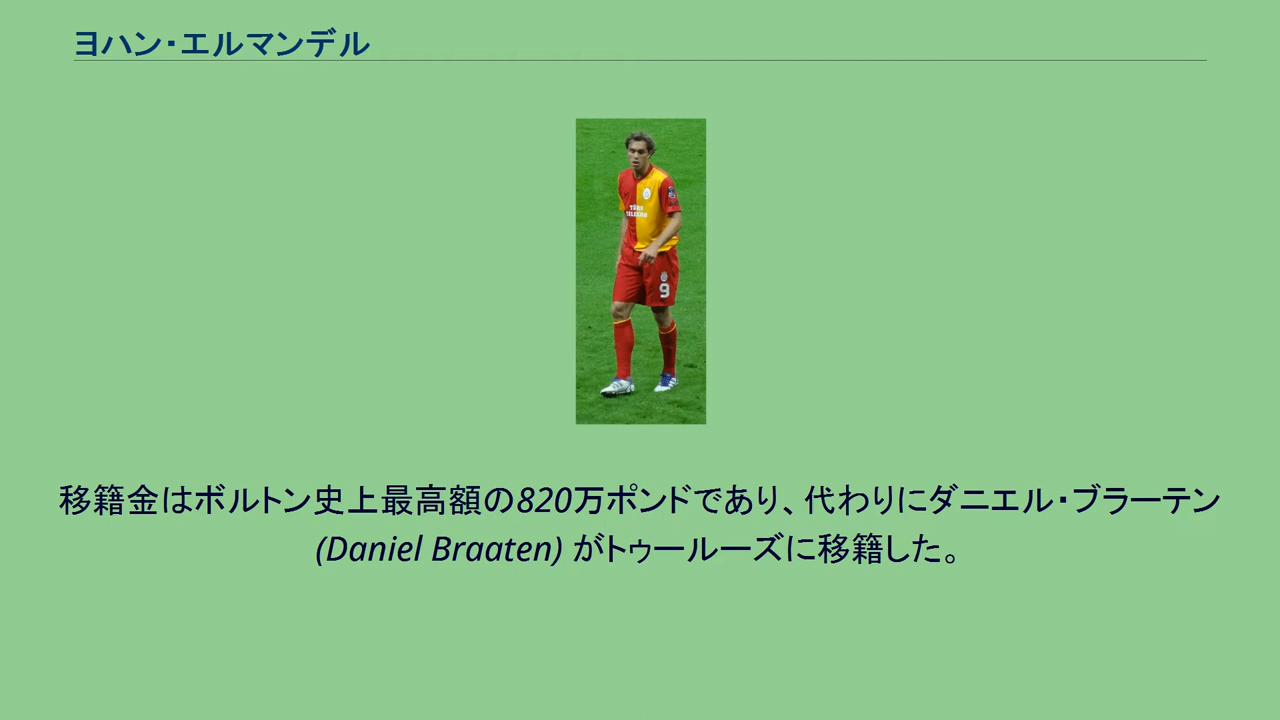 ヨハン・エルマンデル
TÜRK
TELEKOM
9
移籍金はボルトン史上最高額の820万ポンドであり、代わりにダニエル・ブラーテン
(Daniel Braaten) がトゥールーズに移籍した。